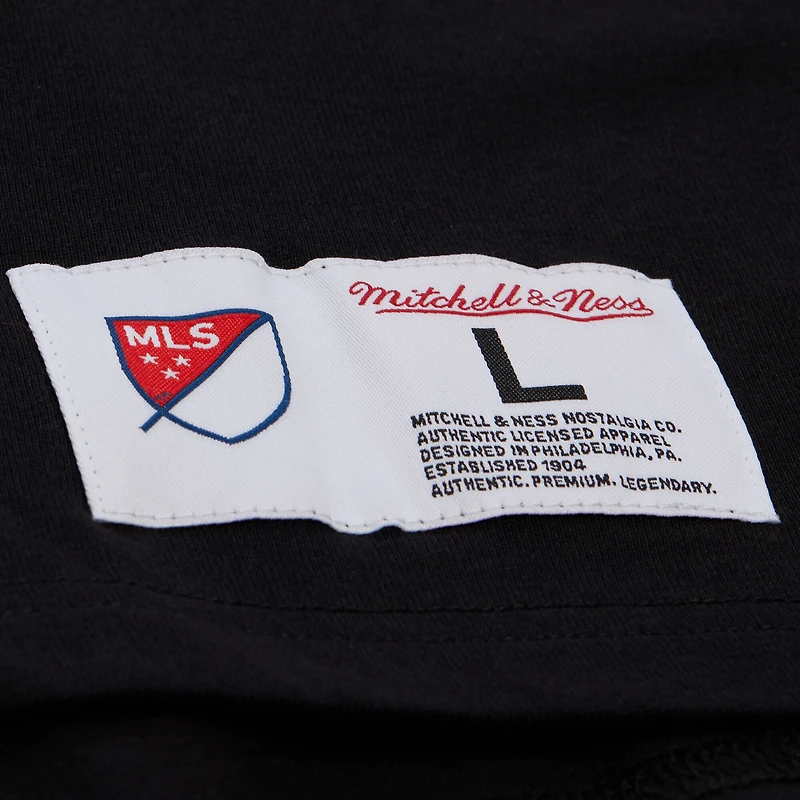 MLS
Mitchell & Ness
L
MITCHELL & NESS NOSTALGIA CO.
AUTHENTIC LICENSED APPAREL
DESIGNED IN PHILADELPHIA, PA.
ESTABLISHED 1904
AUTHENTIC. PREMIUM. LEGENDARY.